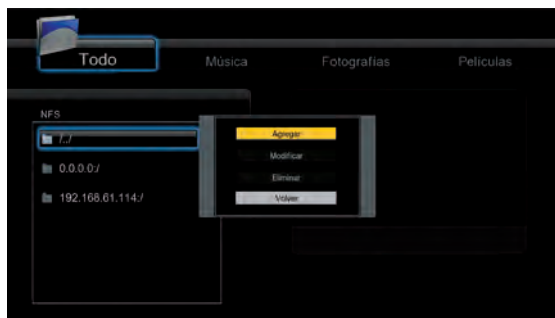 Todo
Música
Fotografías
Películas
NFS
/../
0.0.0.0:/
192.168.61.114:/
Agregar
Modificar
Eliminar
Volver